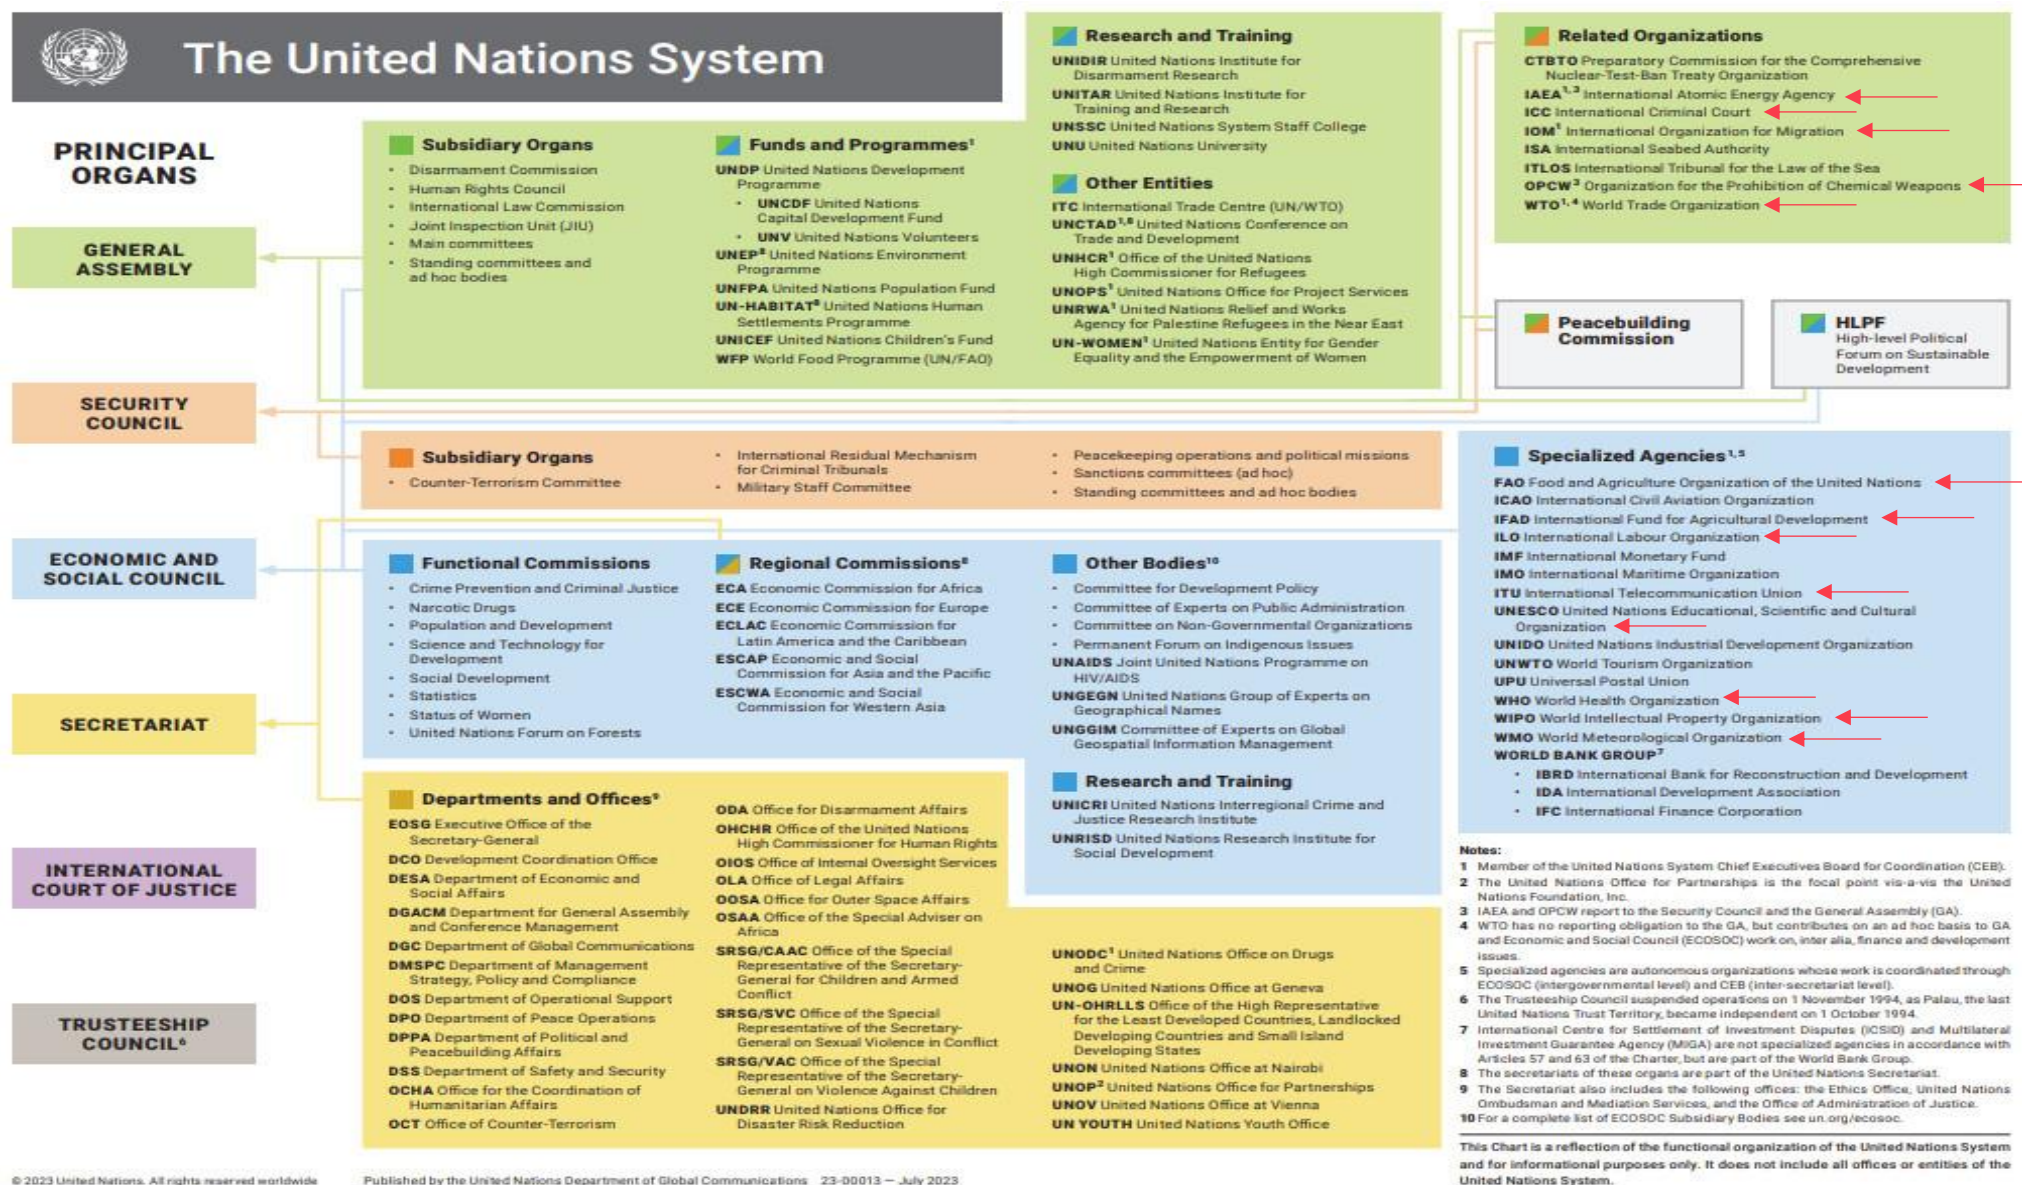 The United Nations System
PRINCIPAL
ORGANS
GENERAL
ASSEMBLY
SECURITY
COUNCIL
ECONOMIC AND
SOCIAL COUNCIL
SECRETARIAT
INTERNATIONAL
COURT OF JUSTICE
TRUSTEESHIP
COUNCIL⁶
Subsidiary Organs
• Disarmament Commission
• Human Rights Council
• International Law Commission
• Joint Inspection Unit (JIU)
• Main committees
• Standing committees and
ad hoc bodies
Funds and Programmes¹
UNDP United Nations Development
Programme
• UNCDF United Nations
Capital Development Fund
• UNV United Nations Volunteers
UNEP⁸ United Nations Environment
Programme
UNFPA United Nations Population Fund
UN-HABITAT⁸ United Nations Human
Settlements Programme
UNICEF United Nations Children's Fund
WFP World Food Programme (UN/FAO)
Research and Training
UNIDIR United Nations Institute for
Disarmament Research
UNITAR United Nations Institute for
Training and Research
UNSSC United Nations System Staff College
UNU United Nations University
Other Entities
ITC International Trade Centre (UN/WTO)
UNCTAD¹,⁸ United Nations Conference on
Trade and Development
UNHCR¹ Office of the United Nations
High Commissioner for Refugees
UNOPS¹ United Nations Office for Project Services
UNRWA¹ United Nations Relief and Works
Agency for Palestine Refugees in the Near East
UN-WOMEN¹ United Nations Entity for Gender
Equality and the Empowerment of Women
Related Organizations
CTBTO Preparatory Commission for the Comprehensive
Nuclear-Test-Ban Treaty Organization
IAEA¹,³ International Atomic Energy Agency
ICC International Criminal Court
IOM¹ International Organization for Migration
ISA International Seabed Authority
ITLOS International Tribunal for the Law of the Sea
OPCW³ Organization for the Prohibition of Chemical Weapons
WTO¹,⁴ World Trade Organization
Peacebuilding
Commission
HLPF
High-level Political
Forum on Sustainable
Development
Subsidiary Organs
• Counter-Terrorism Committee
• International Residual Mechanism
for Criminal Tribunals
• Military Staff Committee
• Peacekeeping operations and political missions
• Sanctions committees (ad hoc)
• Standing committees and ad hoc bodies
Functional Commissions
• Crime Prevention and Criminal Justice
• Narcotic Drugs
• Population and Development
• Science and Technology for
Development
• Social Development
• Statistics
• Status of Women
• United Nations Forum on Forests
Regional Commissions⁸
ECA Economic Commission for Africa
ECE Economic Commission for Europe
ECLAC Economic Commission for
Latin America and the Caribbean
ESCAP Economic and Social
Commission for Asia and the Pacific
ESCWA Economic and Social
Commission for Western Asia
Other Bodies¹⁰
• Committee for Development Policy
• Committee of Experts on Public Administration
• Committee on Non-Governmental Organizations
• Permanent Forum on Indigenous Issues
UNAIDS Joint United Nations Programme on
HIV/AIDS
UNGEGN United Nations Group of Experts on
Geographical Names
UNGGIM Committee of Experts on Global
Geospatial Information Management
Research and Training
UNICRI United Nations Interregional Crime and
Justice Research Institute
UNRISD United Nations Research Institute for
Social Development
Specialized Agencies¹,⁵
FAO Food and Agriculture Organization of the United Nations
ICAO International Civil Aviation Organization
IFAD International Fund for Agricultural Development
ILO International Labour Organization
IMF International Monetary Fund
IMO International Maritime Organization
ITU International Telecommunication Union
UNESCO United Nations Educational, Scientific and Cultural
Organization
UNIDO United Nations Industrial Development Organization
UNWTO World Tourism Organization
UPU Universal Postal Union
WHO World Health Organization
WIPO World Intellectual Property Organization
WMO World Meteorological Organization
WORLD BANK GROUP⁷
• IBRD International Bank for Reconstruction and Development
• IDA International Development Association
• IFC International Finance Corporation
Departments and Offices⁹
EOSG Executive Office of the
Secretary-General
DCO Development Coordination Office
DESA Department of Economic and
Social Affairs
DGACM Department for General Assembly
and Conference Management
DGC Department of Global Communications
DMSPC Department of Management
Strategy, Policy and Compliance
DOS Department of Operational Support
DPO Department of Peace Operations
DPPA Department of Political and
Peacebuilding Affairs
DSS Department of Safety and Security
OCHA Office for the Coordination of
Humanitarian Affairs
OCT Office of Counter-Terrorism
ODA Office for Disarmament Affairs
OHCHR Office of the United Nations
High Commissioner for Human Rights
OIOS Office of Internal Oversight Services
OLA Office of Legal Affairs
OOSA Office for Outer Space Affairs
OSAA Office of the Special Adviser on
Africa
SRSG/CAAC Office of the Special
Representative of the Secretary-
General for Children and Armed
Conflict
SRSG/SVC Office of the Special
Representative of the Secretary-
General on Sexual Violence in Conflict
SRSG/VAC Office of the Special
Representative of the Secretary-
General on Violence Against Children
UNDRR United Nations Office for
Disaster Risk Reduction
UNODC¹ United Nations Office on Drugs
and Crime
UNOG United Nations Office at Geneva
UN-OHRLLS Office of the High Representative
for the Least Developed Countries, Landlocked
Developing Countries and Small Island
Developing States
UNON United Nations Office at Nairobi
UNOP² United Nations Office for Partnerships
UNOV United Nations Office at Vienna
UN YOUTH United Nations Youth Office
Notes:
1 Member of the United Nations System Chief Executives Board for Coordination (CEB).
2 The United Nations Office for Partnerships is the focal point vis-a-vis the United
Nations Foundation, Inc.
3 IAEA and OPCW report to the Security Council and the General Assembly (GA).
4 WTO has no reporting obligation to the GA, but contributes on an ad hoc basis to GA
and Economic and Social Council (ECOSOC) work on, inter alia, finance and development
issues.
5 Specialized agencies are autonomous organizations whose work is coordinated through
ECOSOC (intergovernmental level) and CEB (inter-secretariat level).
6 The Trusteeship Council suspended operations on 1 November 1994, as Palau, the last
United Nations Trust Territory, became independent on 1 October 1994.
7 International Centre for Settlement of Investment Disputes (ICSID) and Multilateral
Investment Guarantee Agency (MIGA) are not specialized agencies in accordance with
Articles 57 and 63 of the Charter, but are part of the World Bank Group.
8 The secretariats of these organs are part of the United Nations Secretariat.
9 The Secretariat also includes the following offices: the Ethics Office, United Nations
Ombudsman and Mediation Services, and the Office of Administration of Justice.
10 For a complete list of ECOSOC Subsidiary Bodies see un.org/ecosoc.
This Chart is a reflection of the functional organization of the United Nations System
and for informational purposes only. It does not include all offices or entities of the
United Nations System.
© 2023 United Nations. All rights reserved worldwide
Published by the United Nations Department of Global Communications 23-00013 — July 2023